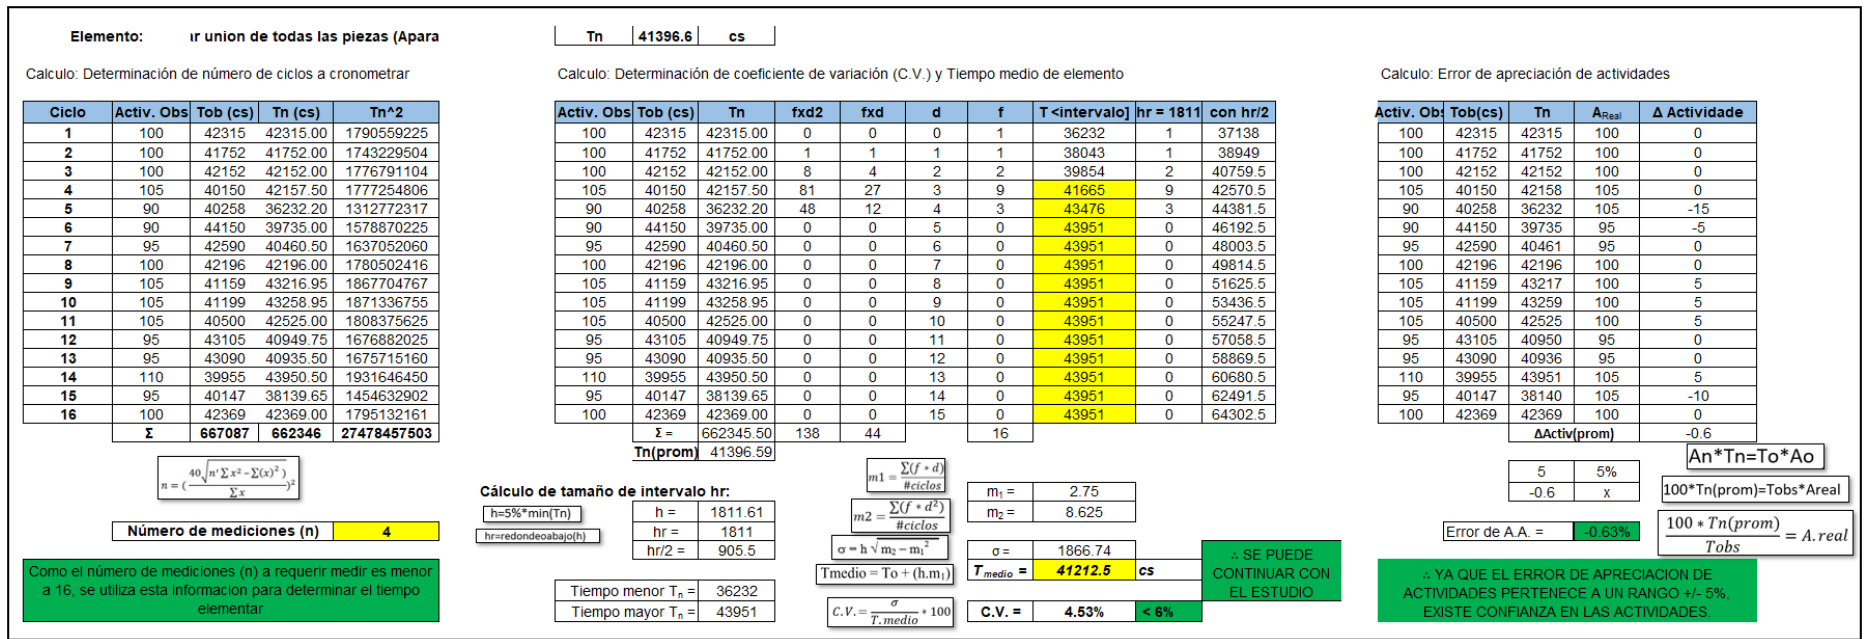 Elemento: ar union de todas las piezas (Apara Tn 41396.6 cs
Calculo: Determinación de número de ciclos a cronometrar
Ciclo Activ. Obs Tob (cs) Tn (cs) Tn^2
1 100 42315 42315.00 1790559225
2 100 41752 41752.00 1743229504
3 100 42152 42152.00 1776791104
4 105 40150 42157.50 1777254806
5 90 40258 36232.20 1312772317
6 90 44150 39735.00 1578870225
7 95 42590 40460.50 1637052060
8 100 42196 42196.00 1780502416
9 105 41159 43216.95 1867704767
10 105 41199 43258.95 1871336755
11 105 40500 42525.00 1808375625
12 95 43105 40949.75 1676882025
13 95 43090 40935.50 1675715160
14 110 39955 43950.50 1931646450
15 95 40147 38139.65 1454632902
16 100 42369 42369.00 1795132161
Σ 667087 662346 27478457503
n = ( 40√n'∑x² − ∑(x)² ) / ∑x )²
Número de mediciones (n) 4
Como el número de mediciones (n) a requerir medir es menor
a 16, se utiliza esta informacion para determinar el tiempo
elementar
Calculo: Determinación de coeficiente de variación (C.V.) y Tiempo medio de elemento
Activ. Obs Tob (cs) Tn fxd2 fxd d f T <intervalo] hr = 1811 con hr/2
100 42315 42315.00 0 0 0 1 36232 1 37138
100 41752 41752.00 1 1 1 1 38043 1 38949
100 42152 42152.00 8 4 2 2 39854 2 40759.5
105 40150 42157.50 81 27 3 9 41665 9 42570.5
90 40258 36232.20 48 12 4 3 43476 3 44381.5
90 44150 39735.00 0 0 5 0 43951 0 46192.5
95 42590 40460.50 0 0 6 0 43951 0 48003.5
100 42196 42196.00 0 0 7 0 43951 0 49814.5
105 41159 43216.95 0 0 8 0 43951 0 51625.5
105 41199 43258.95 0 0 9 0 43951 0 53436.5
105 40500 42525.00 0 0 10 0 43951 0 55247.5
95 43105 40949.75 0 0 11 0 43951 0 57058.5
95 43090 40935.50 0 0 12 0 43951 0 58869.5
110 39955 43950.50 0 0 13 0 43951 0 60680.5
95 40147 38139.65 0 0 14 0 43951 0 62491.5
100 42369 42369.00 0 0 15 0 43951 0 64302.5
Σ = 662345.50 138 44 16
Tn(prom) 41396.59
Cálculo de tamaño de intervalo hr:
h=5%*min(Tn) h = 1811.61
hr=redondeoabajo(h) hr = 1811
hr/2 = 905.5
Tiempo menor Tₙ = 36232
Tiempo mayor Tₙ = 43951
m1 = ∑(f * d) / #ciclos
m2 = ∑(f * d²) / #ciclos
σ = h √m₂ − m₁²
Tmedio = To + (h.m₁)
C.V. = σ / T.medio * 100
m₁ = 2.75
m₂ = 8.625
σ = 1866.74
Tmedio = 41212.5 cs
C.V. = 4.53% < 6%
∴ SE PUEDE
CONTINUAR CON
EL ESTUDIO
Calculo: Error de apreciación de actividades
Activ. Obs Tob(cs) Tn AReal Δ Actividade
100 42315 42315 100 0
100 41752 41752 100 0
100 42152 42152 100 0
105 40150 42158 105 0
90 40258 36232 105 -15
90 44150 39735 95 -5
95 42590 40461 95 0
100 42196 42196 100 0
105 41159 43217 100 5
105 41199 43259 100 5
105 40500 42525 100 5
95 43105 40950 95 0
95 43090 40936 95 0
110 39955 43951 105 5
95 40147 38140 105 -10
100 42369 42369 100 0
ΔActiv(prom) -0.6
An*Tn=To*Ao
5 5%
-0.6 x
100*Tn(prom)=Tobs*Areal
Error de A.A. = -0.63%
100 * Tn(prom) / Tobs = A.real
∴ YA QUE EL ERROR DE APRECIACION DE
ACTIVIDADES PERTENECE A UN RANGO +/- 5%,
EXISTE CONFIANZA EN LAS ACTIVIDADES.